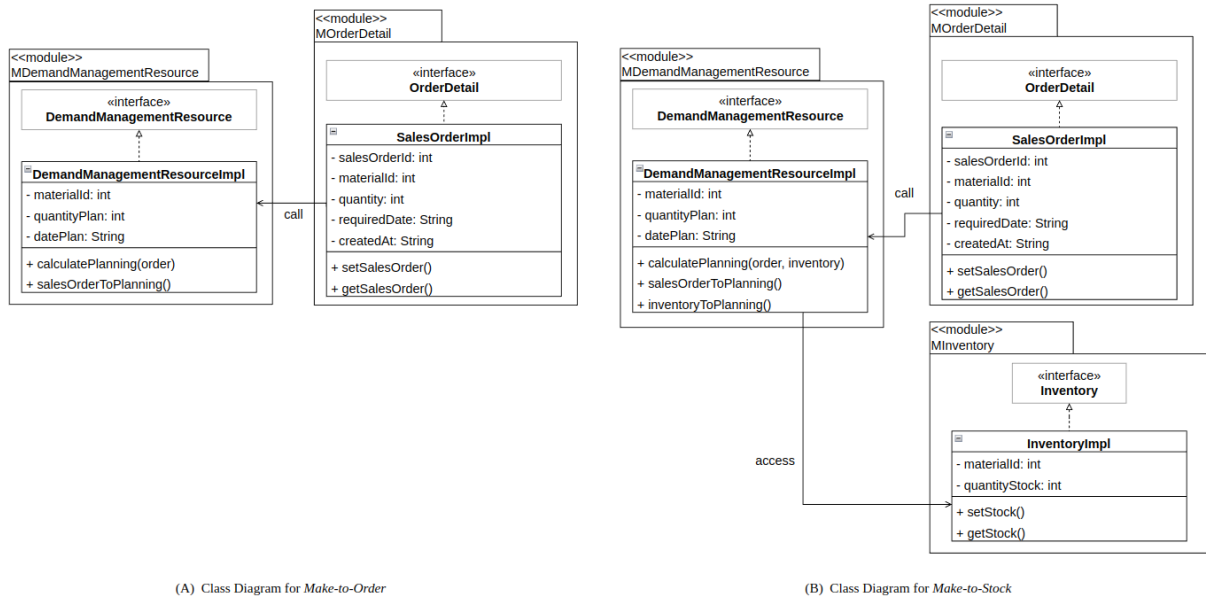 <<module>>
MDemandManagementResource
«interface»
DemandManagementResource
DemandManagementResourceImpl
- materialId: int
- quantityPlan: int
- datePlan: String
+ calculatePlanning(order)
+ salesOrderToPlanning()
call
<<module>>
MOrderDetail
«interface»
OrderDetail
SalesOrderImpl
- salesOrderId: int
- materialId: int
- quantity: int
- requiredDate: String
- createdAt: String
+ setSalesOrder()
+ getSalesOrder()
(A) Class Diagram for Make-to-Order
<<module>>
MDemandManagementResource
«interface»
DemandManagementResource
DemandManagementResourceImpl
- materialId: int
- quantityPlan: int
- datePlan: String
+ calculatePlanning(order, inventory)
+ salesOrderToPlanning()
+ inventoryToPlanning()
call
<<module>>
MOrderDetail
«interface»
OrderDetail
SalesOrderImpl
- salesOrderId: int
- materialId: int
- quantity: int
- requiredDate: String
- createdAt: String
+ setSalesOrder()
+ getSalesOrder()
access
<<module>>
MInventory
«interface»
Inventory
InventoryImpl
- materialId: int
- quantityStock: int
+ setStock()
+ getStock()
(B) Class Diagram for Make-to-Stock